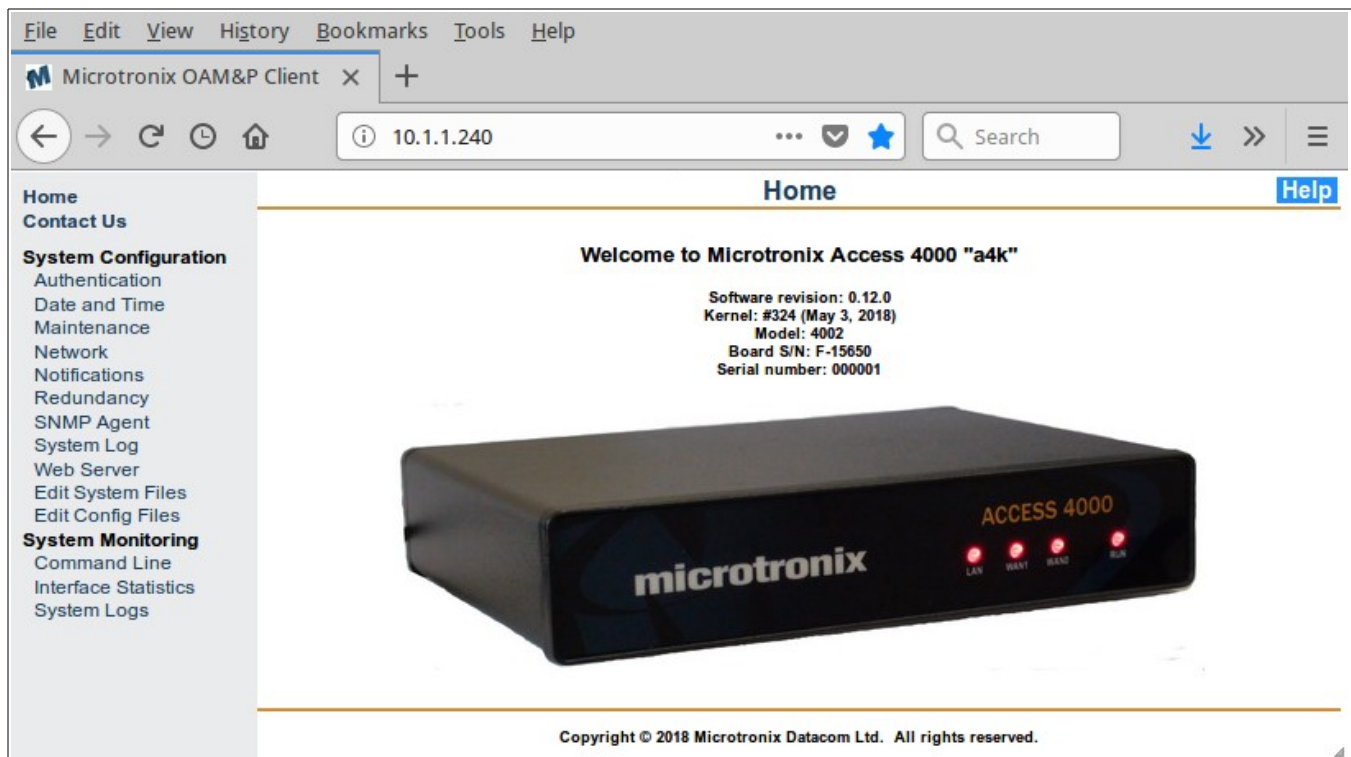 File Edit View History Bookmarks Tools Help
Microtronix OAM&P Client
10.1.1.240
Search
Home
Contact Us
System Configuration
Authentication
Date and Time
Maintenance
Network
Notifications
Redundancy
SNMP Agent
System Log
Web Server
Edit System Files
Edit Config Files
System Monitoring
Command Line
Interface Statistics
System Logs
Home
Help
Welcome to Microtronix Access 4000 "a4k"
Software revision: 0.12.0
Kernel: #324 (May 3, 2018)
Model: 4002
Board S/N: F-15650
Serial number: 000001
ACCESS 4000
microtronix
LAN WAN1 WAN2 RUN
Copyright © 2018 Microtronix Datacom Ltd. All rights reserved.